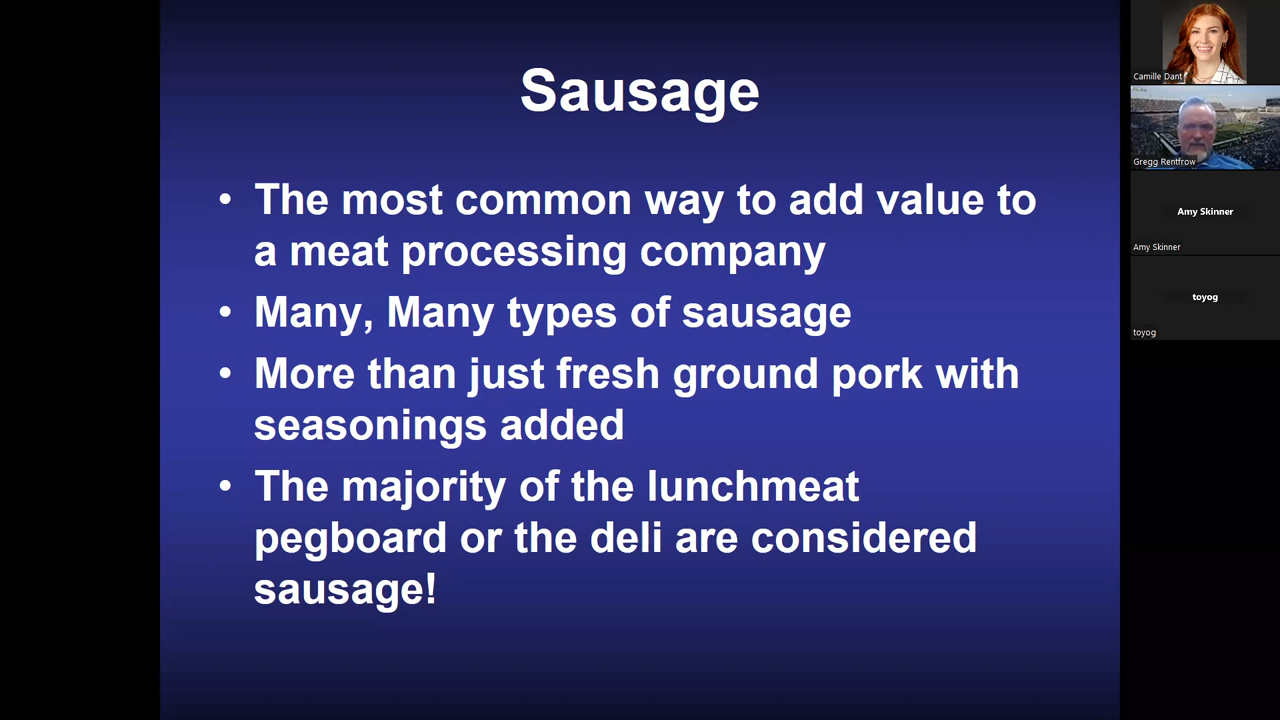 Sausage
• The most common way to add value to
a meat processing company
• Many, Many types of sausage
• More than just fresh ground pork with
seasonings added
• The majority of the lunchmeat
pegboard or the deli are considered
sausage!
Camille Dant
Gregg Rentfrow
Amy Skinner
Amy Skinner
toyog
toyog